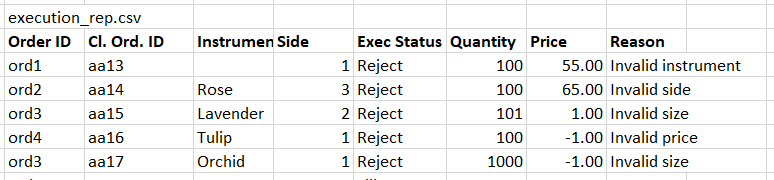 execution_rep.csv
Order ID Cl. Ord. ID Instrumen Side Exec Status Quantity Price Reason
ord1 aa13 1 Reject 100 55.00 Invalid instrument
ord2 aa14 Rose 3 Reject 100 65.00 Invalid side
ord3 aa15 Lavender 2 Reject 101 1.00 Invalid size
ord4 aa16 Tulip 1 Reject 100 -1.00 Invalid price
ord3 aa17 Orchid 1 Reject 1000 -1.00 Invalid size